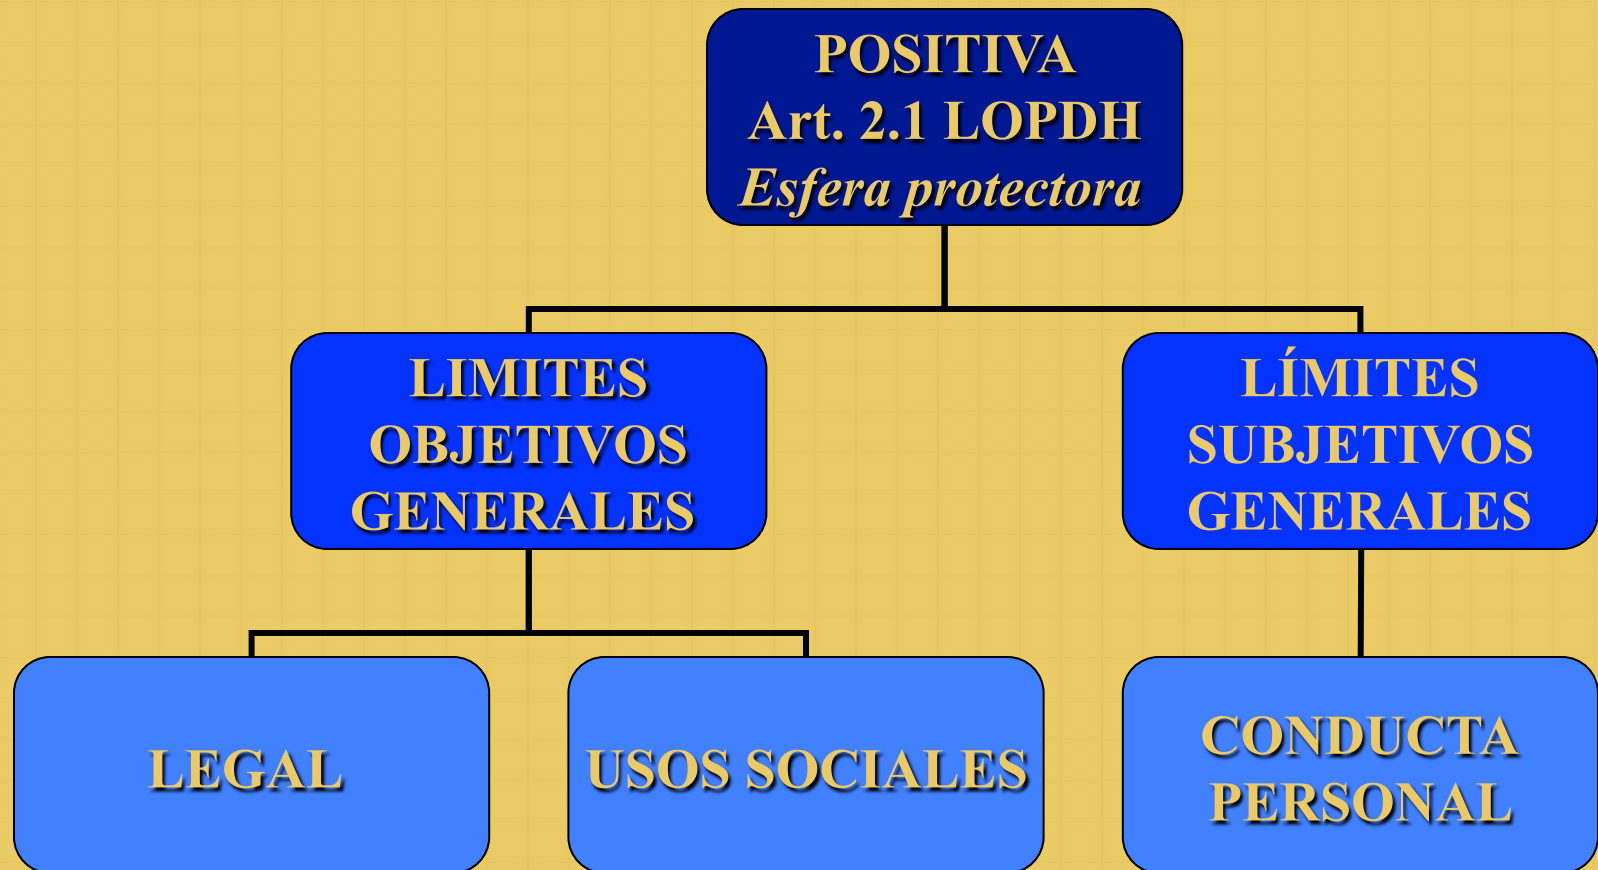 POSITIVA
Art. 2.1 LOPDH
Esfera protectora
LIMITES
OBJETIVOS
GENERALES
LÍMITES
SUBJETIVOS
GENERALES
LEGAL
USOS SOCIALES
CONDUCTA
PERSONAL